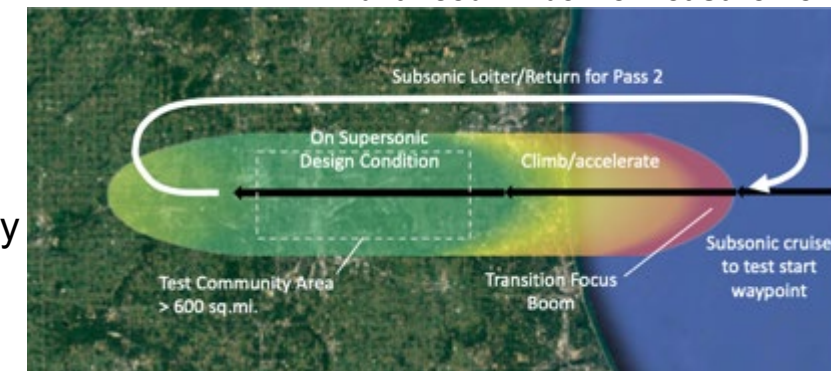 Subsonic Loiter/Return for Pass 2
On Supersonic
Design Condition
Climb/accelerate
y
Test Community Area
> 600 sq.mi.
Transition Focus
Boom
Subsonic cruise
to test start
waypoint